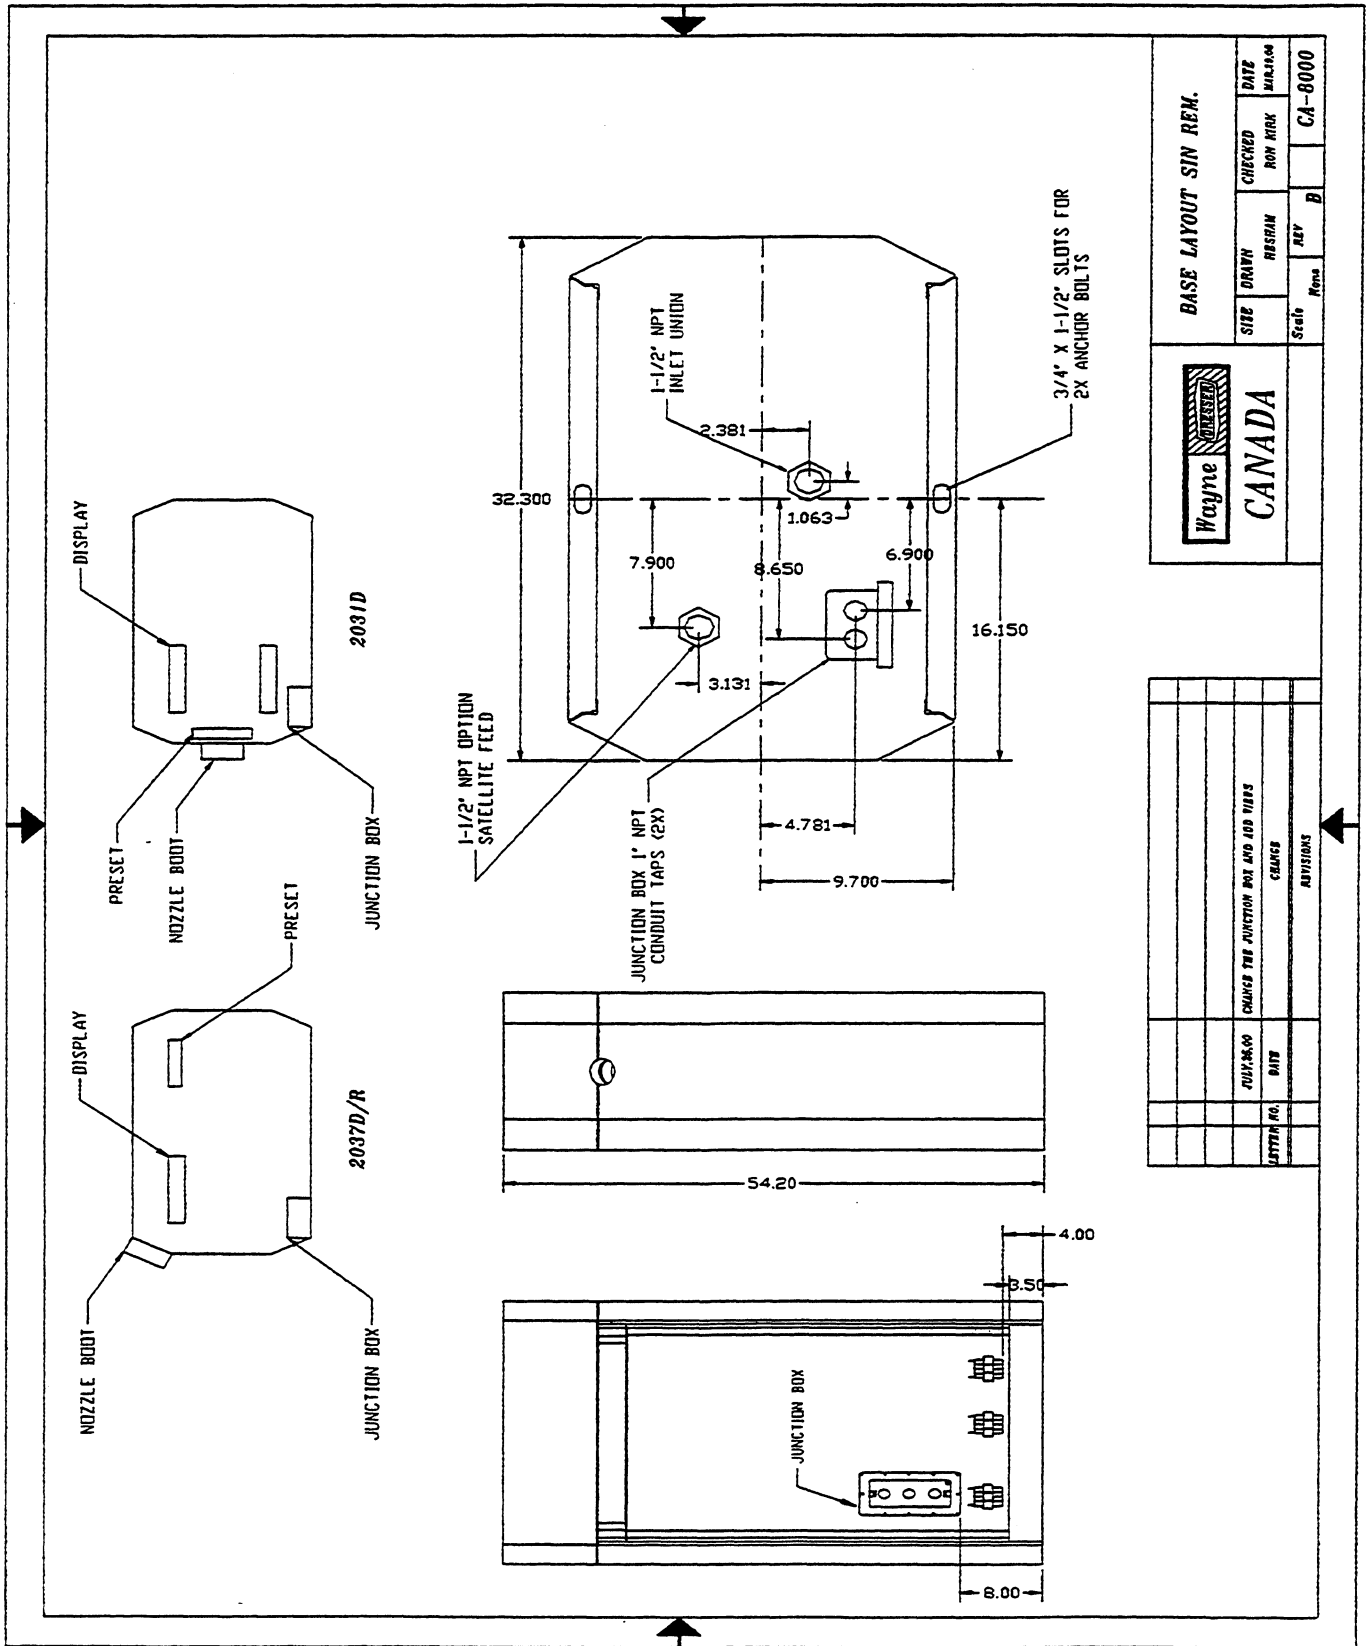 DISPLAY
PRESET
NOZZLE BOOT
JUNCTION BOX
2031D
DISPLAY
PRESET
NOZZLE BOOT
JUNCTION BOX
2037D/R
1-1/2" NPT
INLET UNION
3/4" X 1-1/2" SLOTS FOR
2X ANCHOR BOLTS
1-1/2" NPT OPTION
SATELLITE FEED
JUNCTION BOX 1" NPT
CONDUIT TAPS (2X)
32.300
2.381
1.063
7.900
8.650
6.900
16.150
3.131
4.781
9.700
54.20
4.00
3.50
8.00
JUNCTION BOX
BASE LAYOUT SIN REM.
SIZE
DRAWN
HESHAM
CHECKED
RON KIRK
DATE
MAR.10.00
Scale
None
REV
B
CA-8000
Wayne
DRESSER
CANADA
JULY.26.00
CHANGE THE JUNCTION BOX AND ADD VIEWS
LETTER
NO.
DATE
CHANGE
REVISIONS